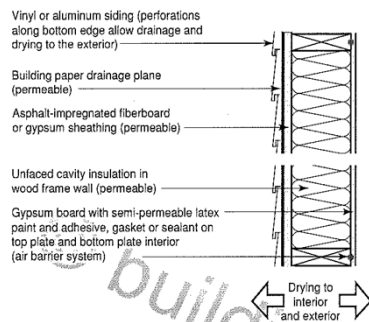 Vinyl or aluminum siding (perforations
along bottom edge allow drainage and
drying to the exterior)
Building paper drainage plane
(permeable)
Asphalt-impregnated fiberboard
or gypsum sheathing (permeable)
Unfaced cavity insulation in
wood frame wall (permeable)
Gypsum board with semi-permeable latex
paint and adhesive, gasket or sealant on
top plate and bottom plate interior
(air barrier system)
Drying to
interior
and exterior